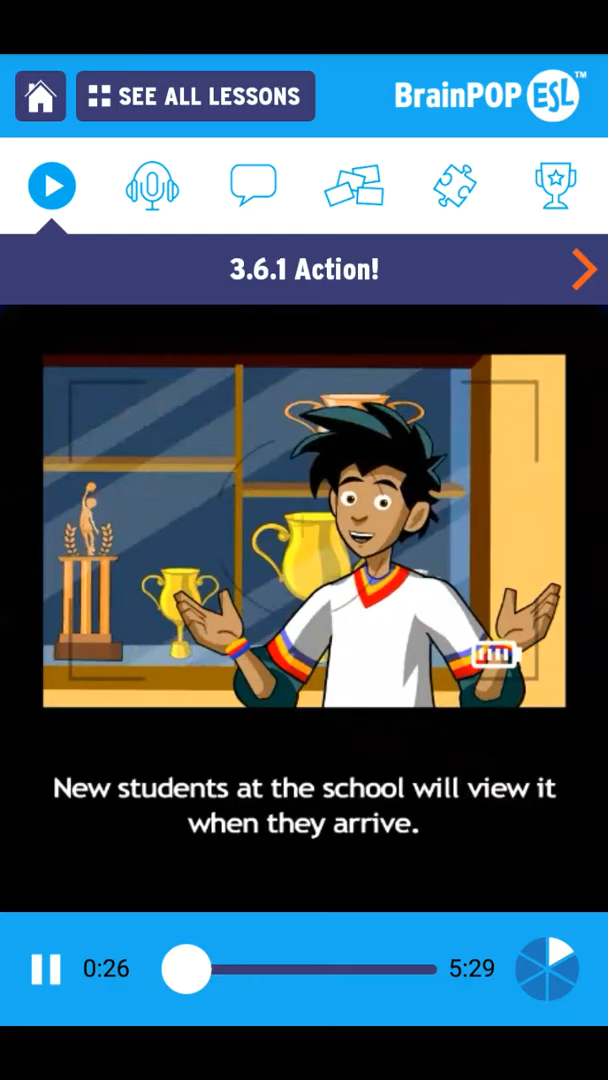 SEE ALL LESSONS
BrainPOP ESL™
3.6.1 Action!
New students at the school will view it
when they arrive.
0:26
5:29